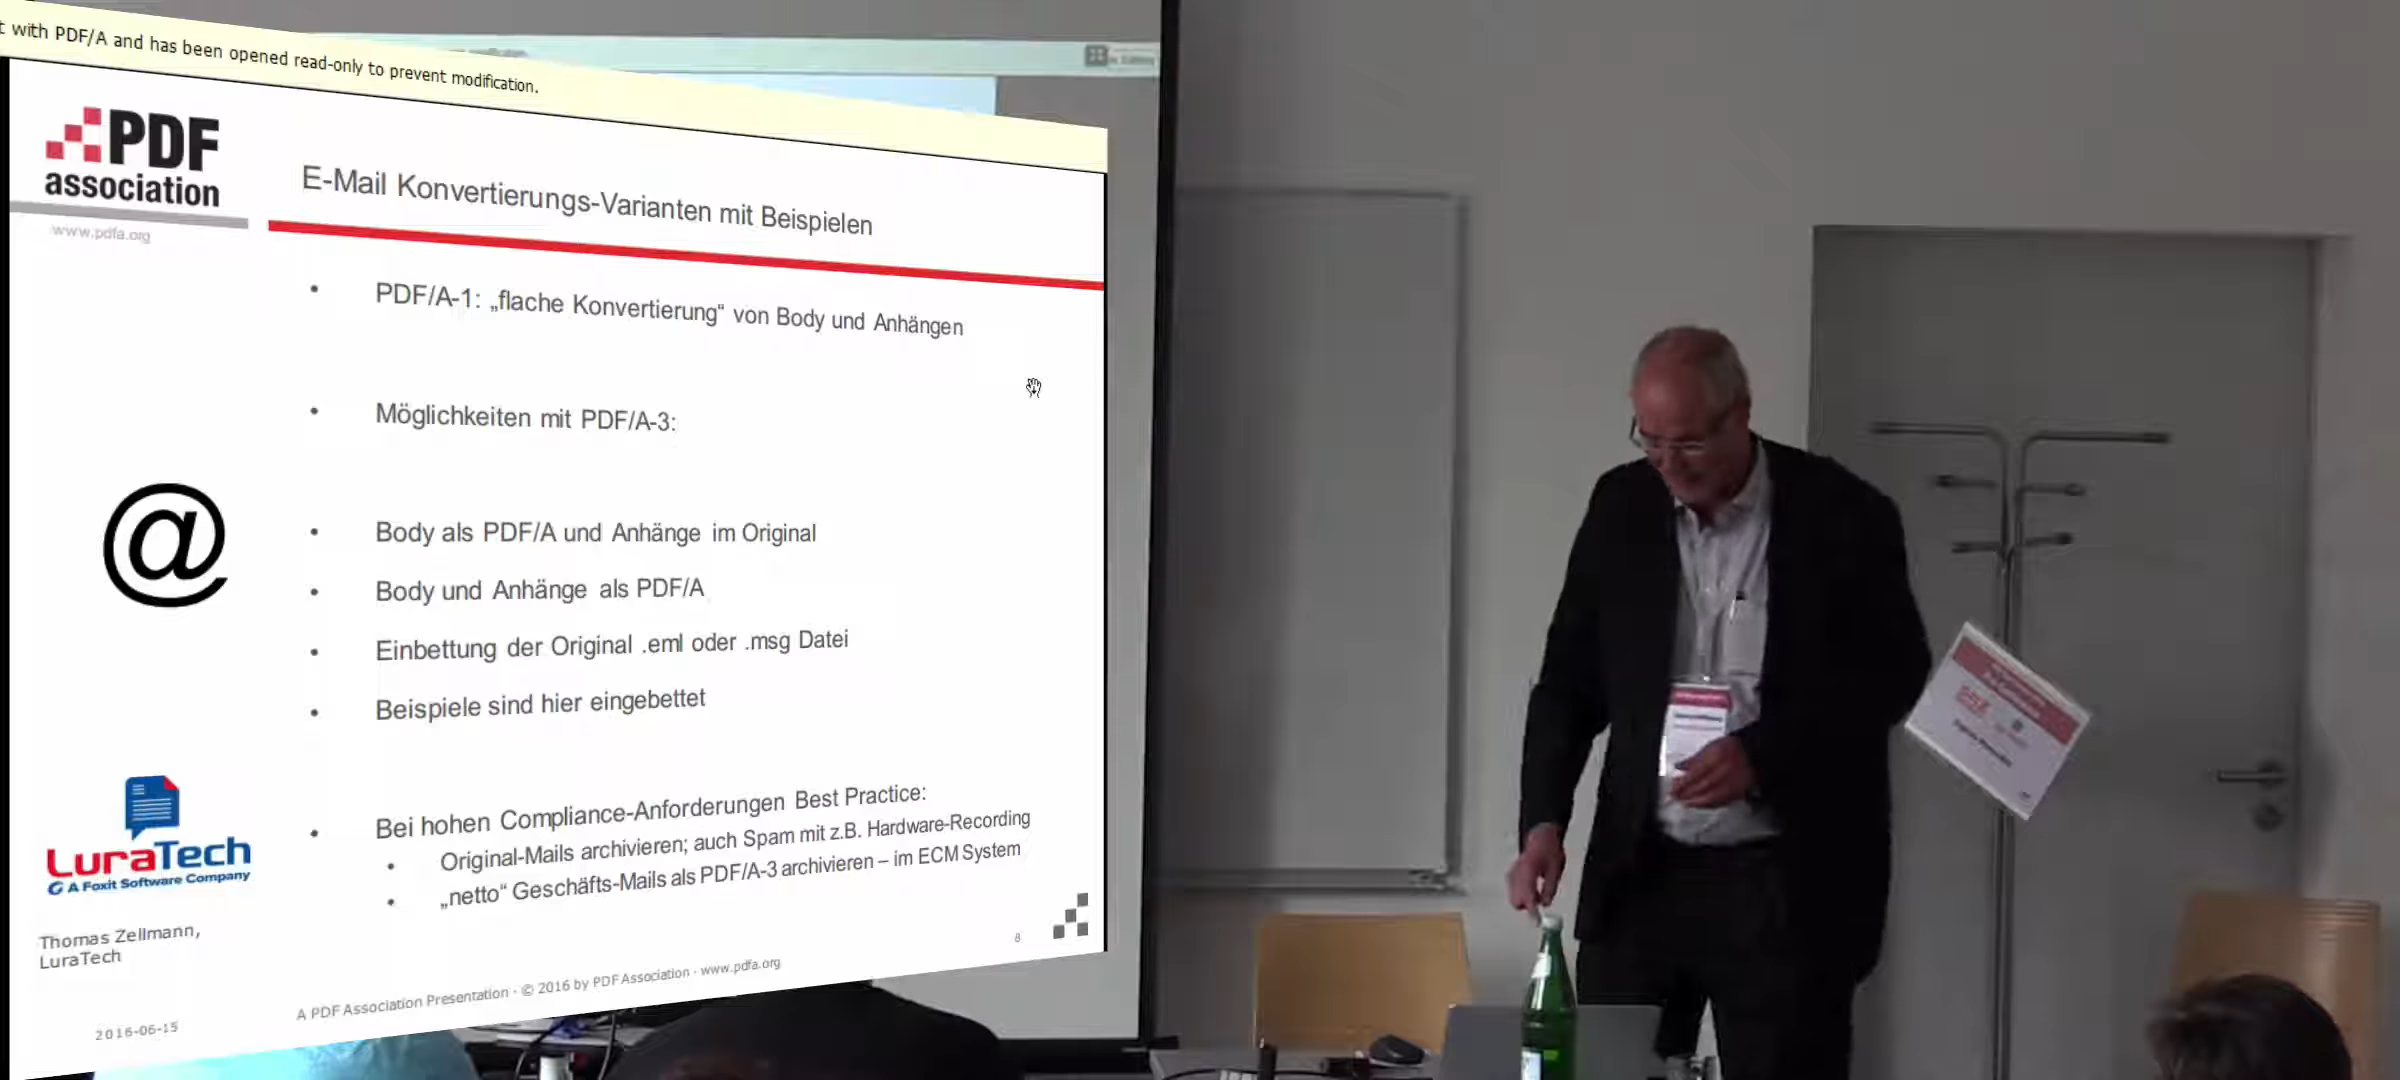 t with PDF/A and has been opened read-only to prevent modification.
PDF
association
www.pdfa.org
E-Mail Konvertierungs-Varianten mit Beispielen
• PDF/A-1: „flache Konvertierung“ von Body und Anhängen
• Möglichkeiten mit PDF/A-3:
@
• Body als PDF/A und Anhänge im Original
• Body und Anhänge als PDF/A
• Einbettung der Original .eml oder .msg Datei
• Beispiele sind hier eingebettet
• Bei hohen Compliance-Anforderungen Best Practice:
• Original-Mails archivieren; auch Spam mit z.B. Hardware-Recording
• „netto“ Geschäfts-Mails als PDF/A-3 archivieren – im ECM System
LuraTech
A Foxit Software Company
Thomas Zellmann,
LuraTech
8
A PDF Association Presentation · © 2016 by PDF Association · www.pdfa.org
2016-06-15